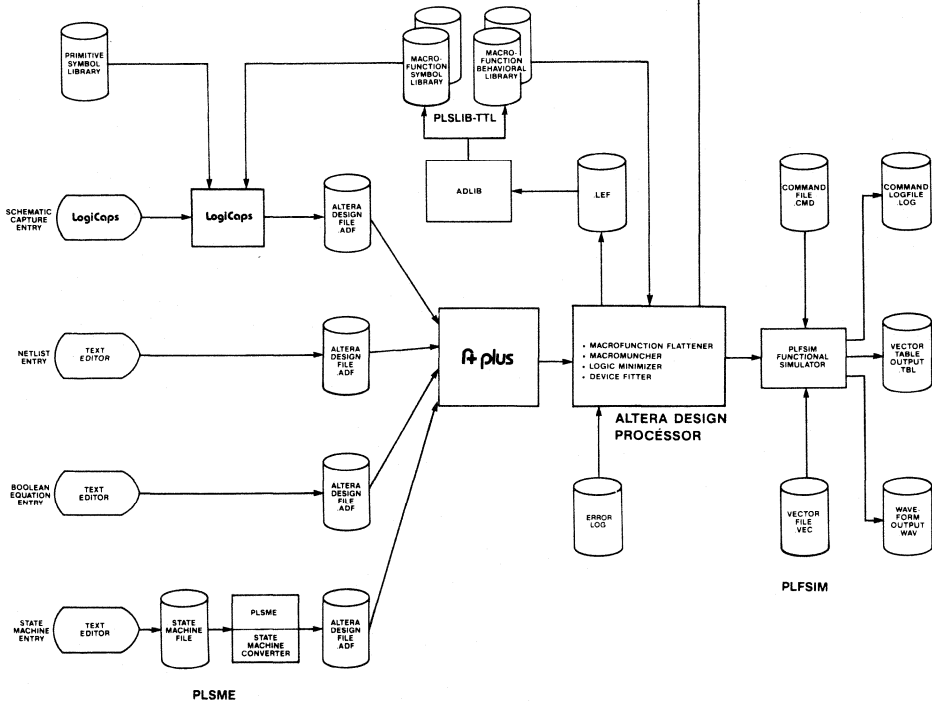 PRIMITIVE
SYMBOL
LIBRARY
MACRO-
FUNCTION
SYMBOL
LIBRARY
MACRO-
FUNCTION
BEHAVIORAL
LIBRARY
PLSLIB-TTL
ADLIB
.LEF
COMMAND
FILE
.CMD
COMMAND
LOGFILE
.LOG
SCHEMATIC
CAPTURE
ENTRY
LogiCaps
LogiCaps
ALTERA
DESIGN
FILE
.ADF
NETLIST
ENTRY
TEXT
EDITOR
ALTERA
DESIGN
FILE
.ADF
A+ plus
• MACROFUNCTION FLATTENER
• MACROMUNCHER
• LOGIC MINIMIZER
• DEVICE FITTER
ALTERA DESIGN
PROCÉSSOR
PLFSIM
FUNCTIONAL
SIMULATOR
VECTOR
TABLE
OUTPUT
.TBL
BOOLEAN
EQUATION
ENTRY
TEXT
EDITOR
ALTERA
DESIGN
FILE
.ADF
ERROR
LOG
VECTOR
FILE
.VEC
WAVE-
FORM
OUTPUT
WAV
PLFSIM
STATE
MACHINE
ENTRY
TEXT
EDITOR
STATE
MACHINE
FILE
PLSME
STATE
MACHINE
CONVERTER
ALTERA
DESIGN
FILE
.ADF
PLSME